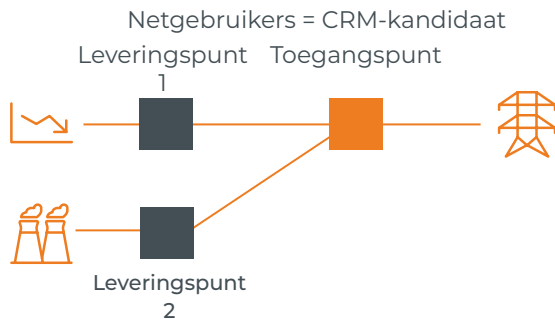 Netgebruikers = CRM-kandidaat
Leveringspunt
1
Toegangspunt
Leveringspunt
2